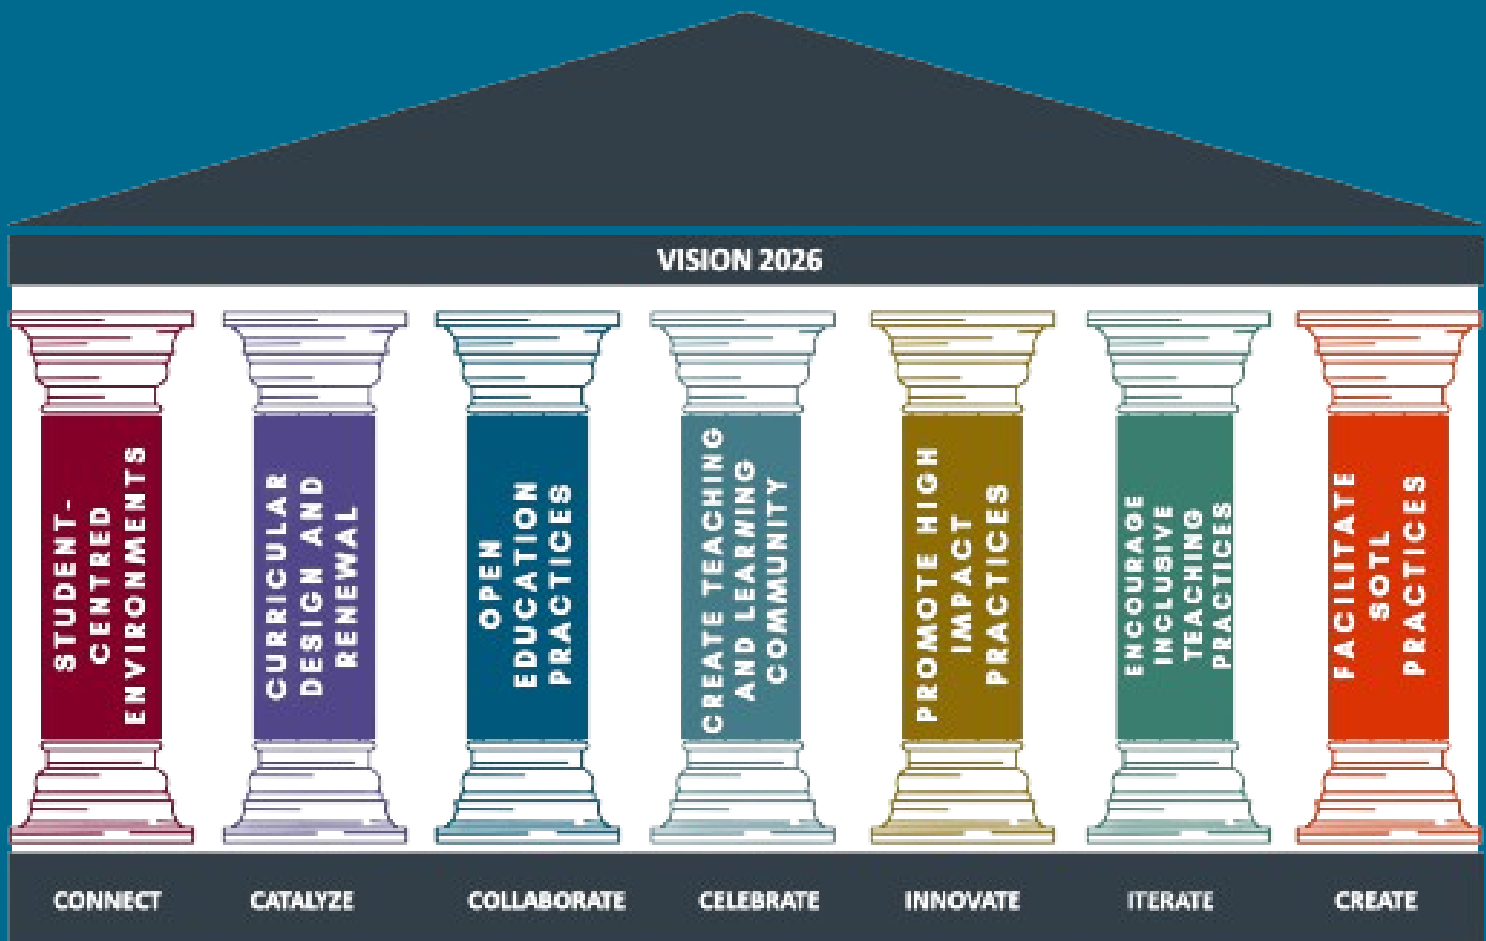 VISION 2026
STUDENT-
CENTRED
ENVIRONMENTS
CURRICULAR
DESIGN AND
RENEWAL
OPEN
EDUCATION
PRACTICES
CREATE TEACHING
AND LEARNING
COMMUNITY
PROMOTE HIGH
IMPACT
PRACTICES
ENCOURAGE
INCLUSIVE
TEACHING
PRACTICES
FACILITATE
SOTL
PRACTICES
CONNECT
CATALYZE
COLLABORATE
CELEBRATE
INNOVATE
ITERATE
CREATE